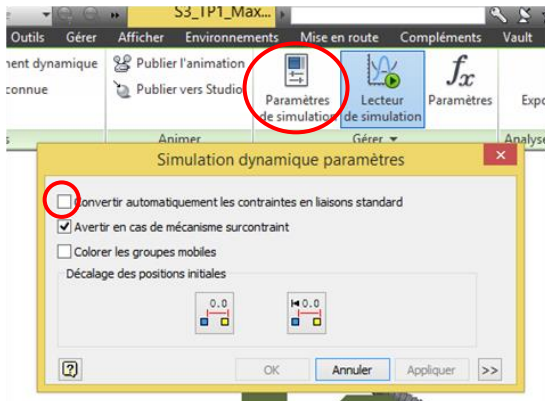 S3_TP1_Max...
Outils Gérer Afficher Environnements Mise en route Compléments Vault
ment dynamique
Publier l'animation
connue
Publier vers Studio
Paramètres de simulation
Lecteur de simulation
fx
Paramètres
Expo
s
Animer
Gérer
Analyse
Simulation dynamique paramètres
Convertir automatiquement les contraintes en liaisons standard
Avertir en cas de mécanisme surcontraint
Colorer les groupes mobiles
Décalage des positions initiales
0.0
0.0
OK Annuler Appliquer >>